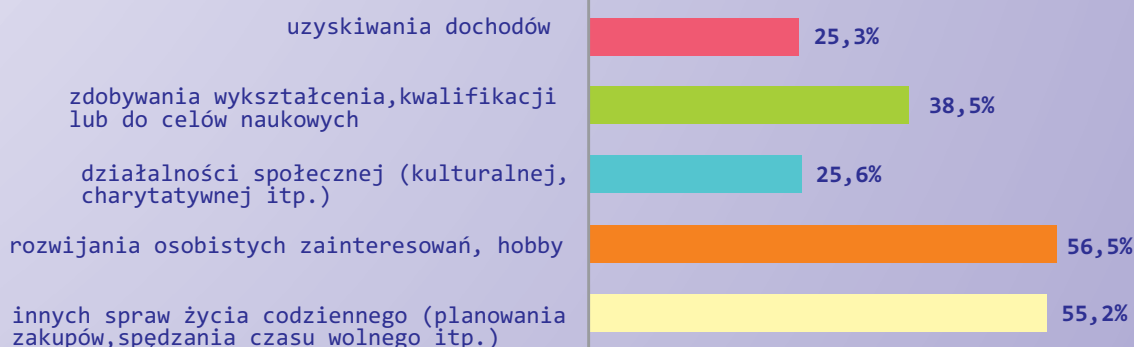 uzyskiwania dochodów
25,3%
zdobywania wykształcenia,kwalifikacji
lub do celów naukowych
38,5%
działalności społecznej (kulturalnej,
charytatywnej itp.)
25,6%
rozwijania osobistych zainteresowań, hobby
56,5%
innych spraw życia codziennego (planowania
zakupów,spędzania czasu wolnego itp.)
55,2%